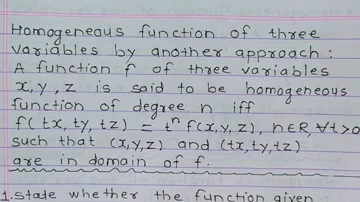 Homogeneous function of three
variables by another approach :
A function f of three variables
x, y, z is said to be homogeneous
function of degree n iff
f( tx, ty, tz) = tⁿ f(x, y, z), n∈R, ∀t>0
such that (x,y,z) and (tx,ty,tz)
are in domain of f.
1. state whether the function given